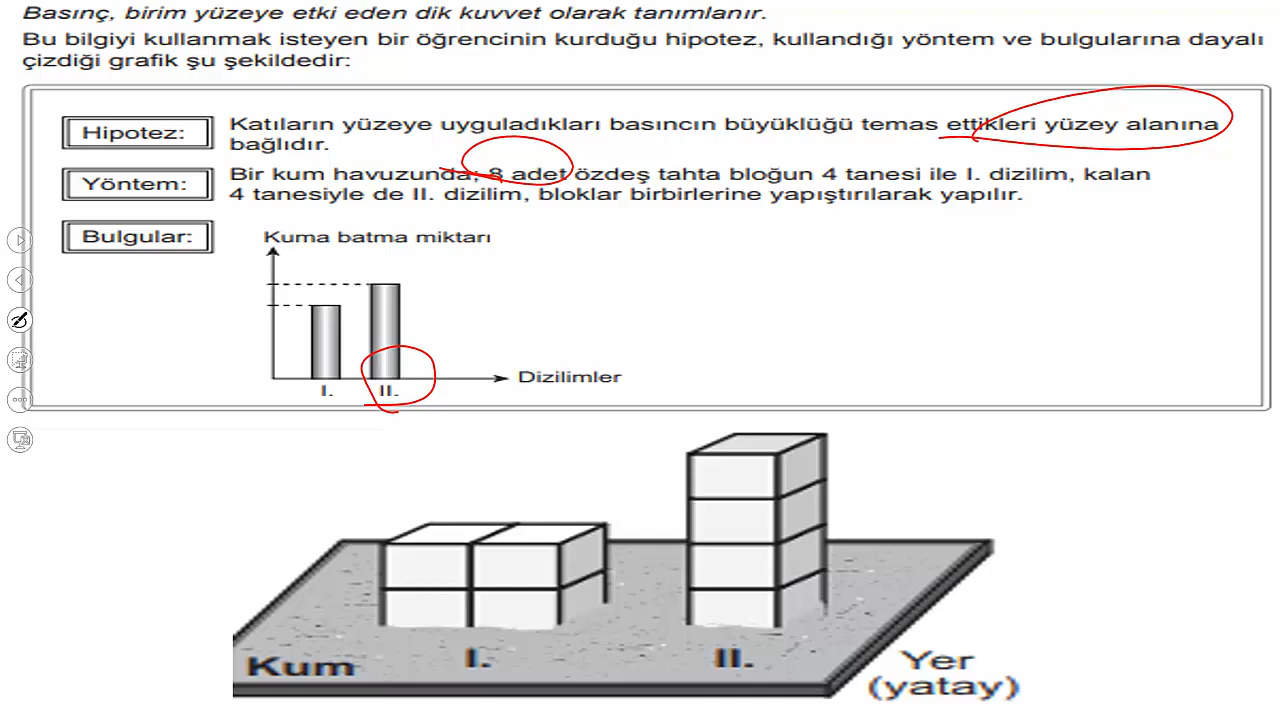 Basınç, birim yüzeye etki eden dik kuvvet olarak tanımlanır.
Bu bilgiyi kullanmak isteyen bir öğrencinin kurduğu hipotez, kullandığı yöntem ve bulgularına dayalı
çizdiği grafik şu şekildedir:
Hipotez:
Katıların yüzeye uyguladıkları basıncın büyüklüğü temas ettikleri yüzey alanına
bağlıdır.
Yöntem:
Bir kum havuzunda; 8 adet özdeş tahta bloğun 4 tanesi ile I. dizilim, kalan
4 tanesiyle de II. dizilim, bloklar birbirlerine yapıştırılarak yapılır.
Bulgular:
Kuma batma miktarı
Dizilimler
I. II.
Kum I. II. Yer
(yatay)